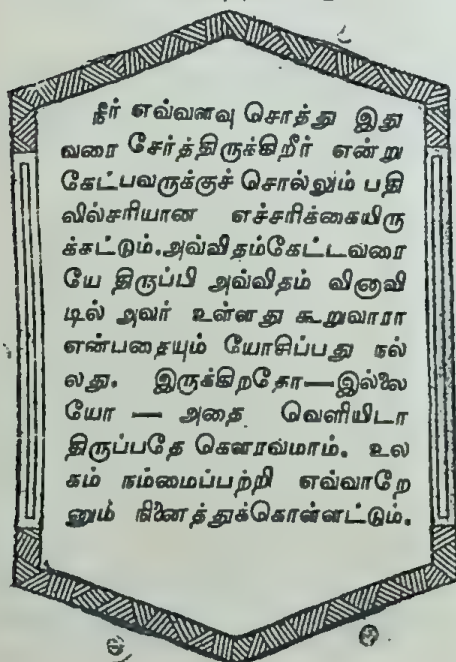 நீர் எவ்வளவு சொத்து இது
வரை சேர்த்திருக்கிறீர் என்று
கேட்பவருக்குச் சொல்லும் பதி
வில்சரியான எச்சரிக்கையிரு
க்கட்டும்.அவ்விதம்கேட்டவரை
யே திருப்பி அவ்விதம் வினவி
டில் அவர் உள்ளது கூறுவாரா
என்பதையும் யோசிப்பது நல்
லது. இருக்கிறதோ—இல்லை
யோ — அதை வெளியிடா
திருப்பதே கௌரவமாம். உல
கம் நம்மைப்பற்றி எவ்வாறே
னும் நினைத்துக்கொள்ளட்டும்.